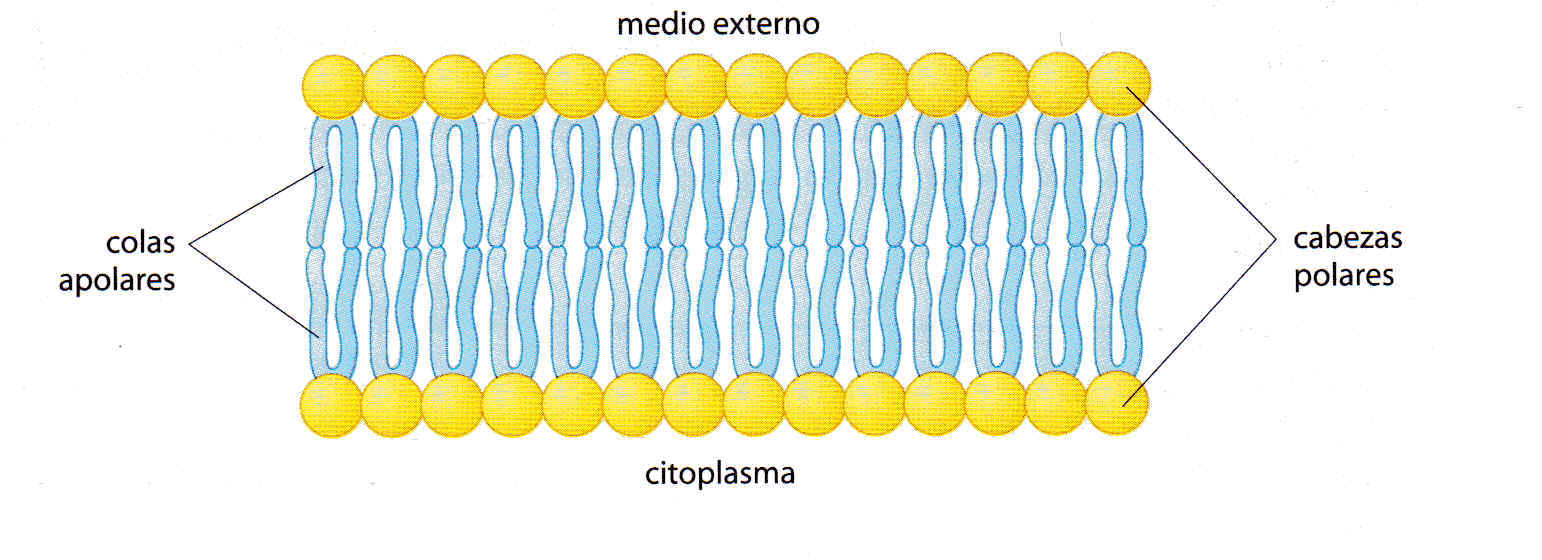 medio externo
colas
apolares
cabezas
polares
citoplasma